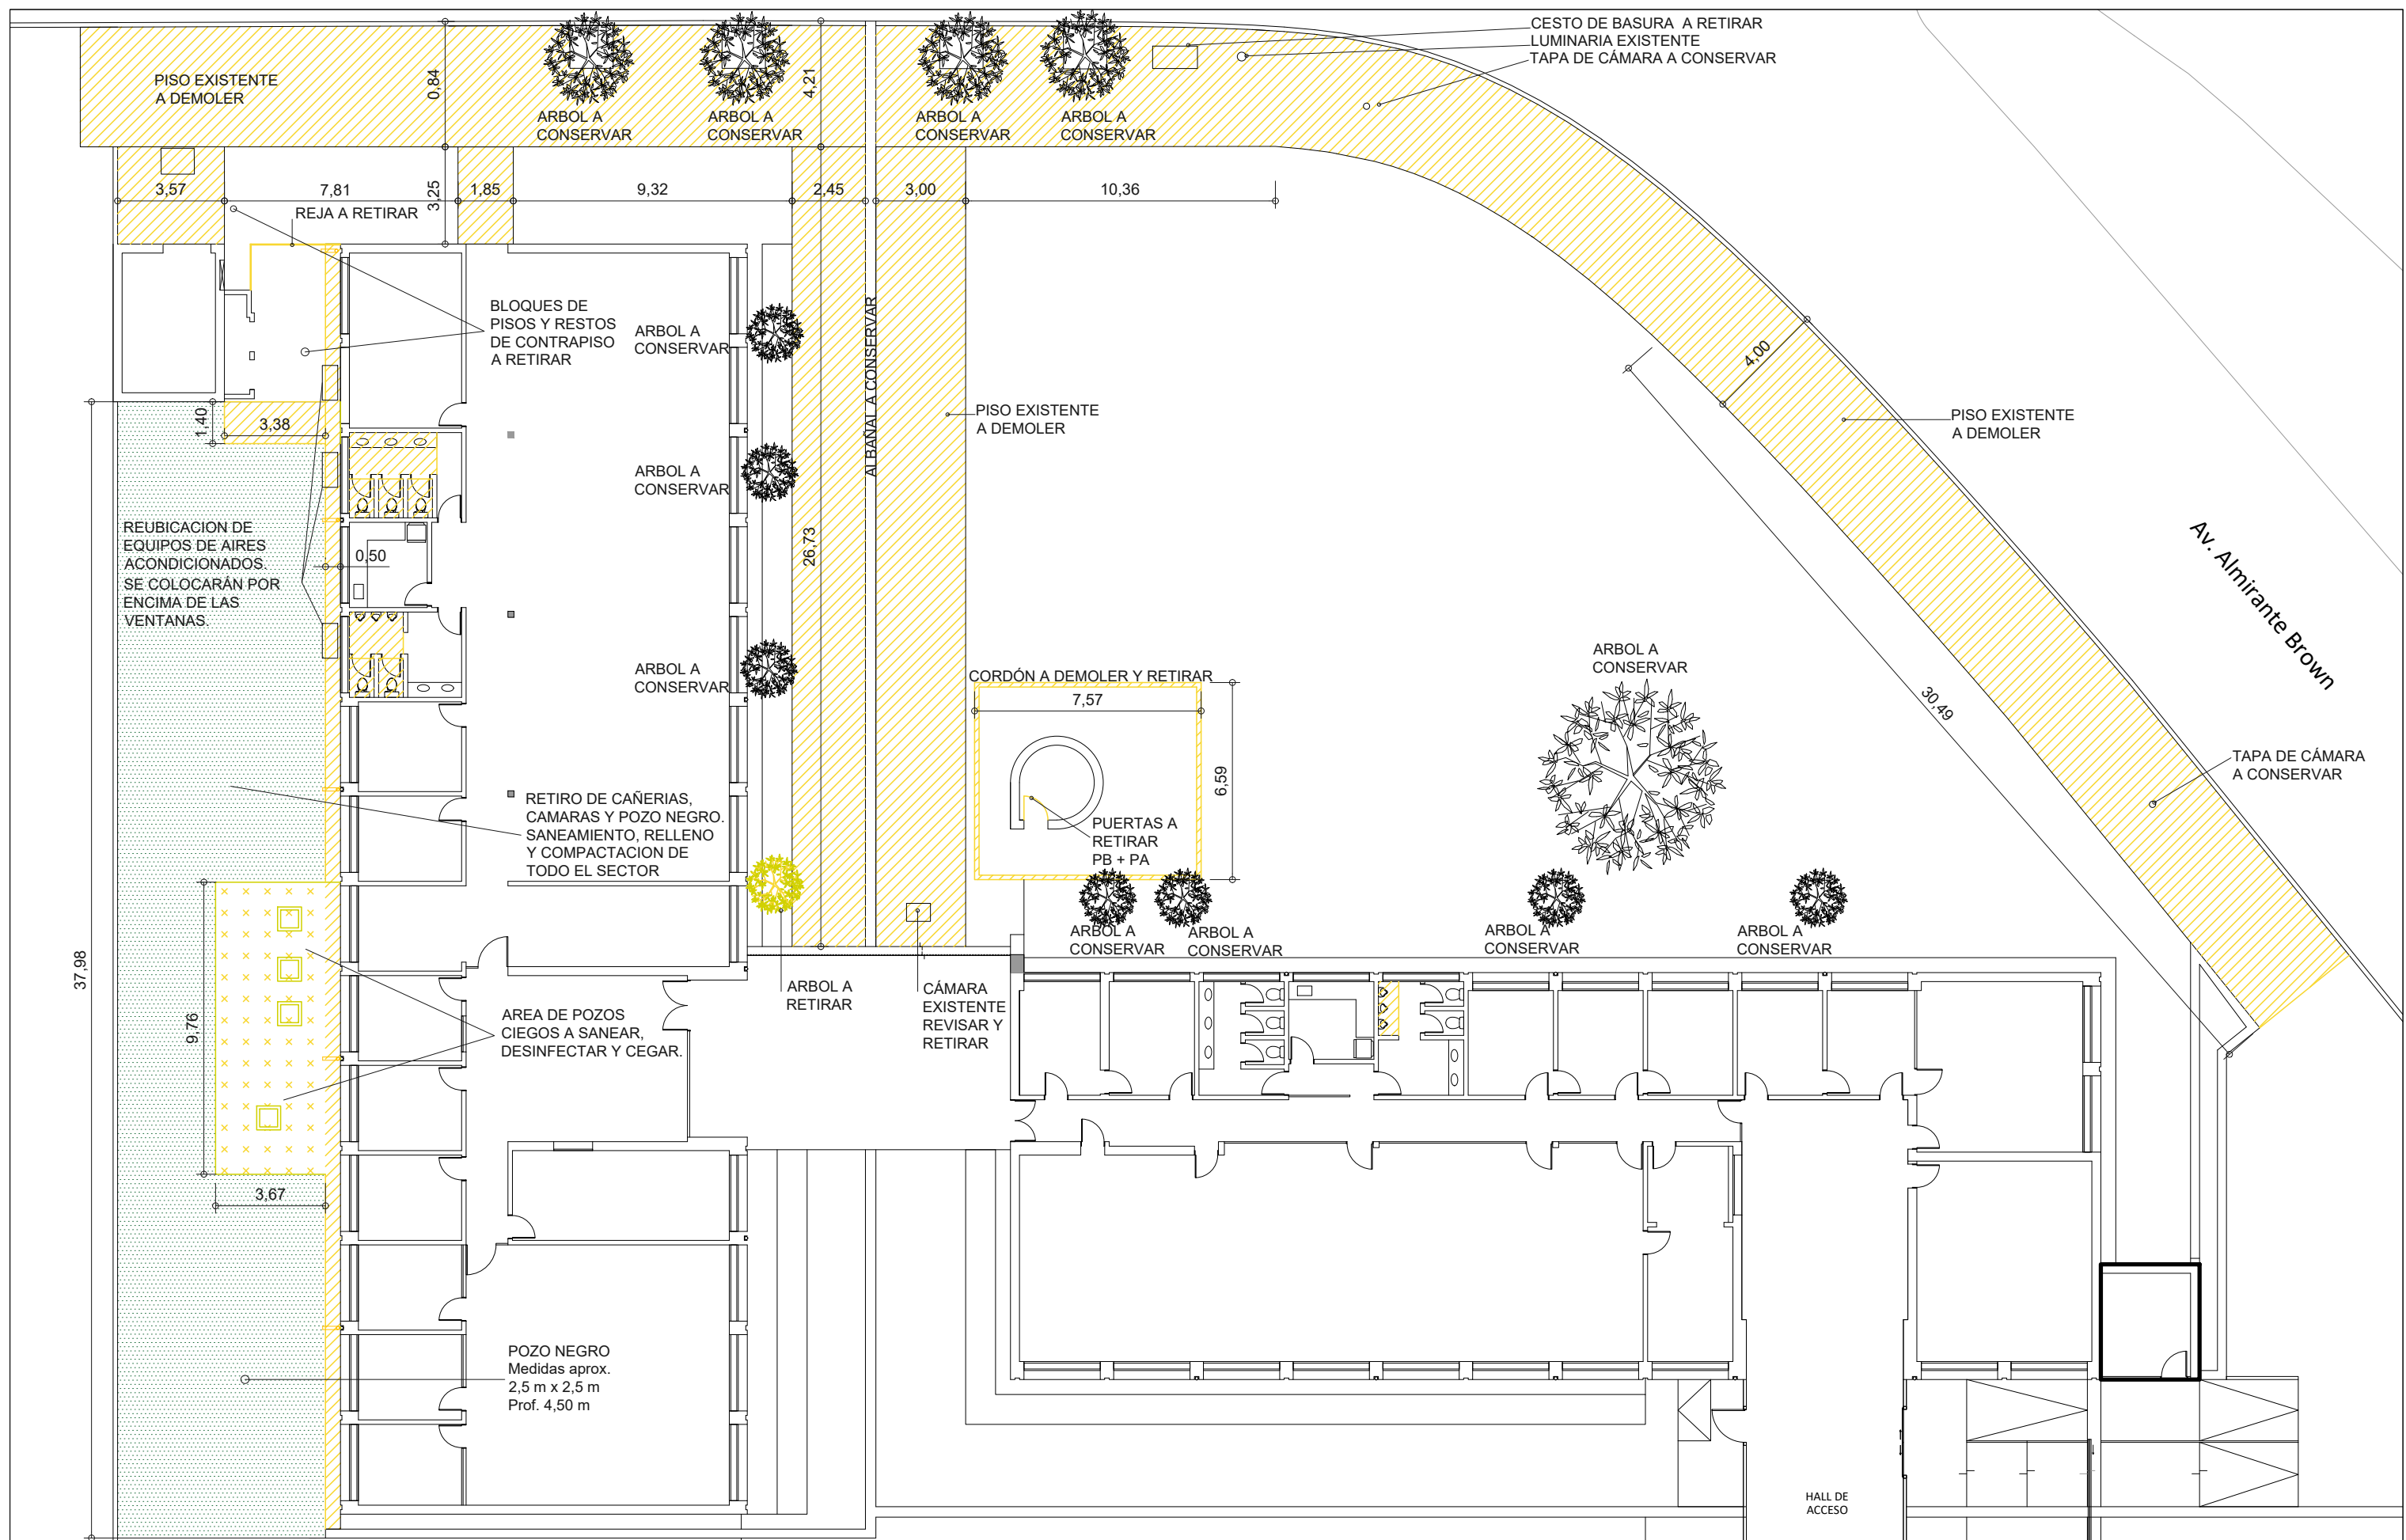 CESTO DE BASURA  A RETIRAR
LUMINARIA EXISTENTE
TAPA DE CÁMARA A CONSERVAR
PISO EXISTENTE
A DEMOLER
0,84
4,21
ARBOL A
CONSERVAR
ARBOL A
CONSERVAR
ARBOL A
CONSERVAR
ARBOL A
CONSERVAR
3,57
7,81
3,25
1,85
9,32
2,45
3,00
10,36
REJA A RETIRAR
BLOQUES DE
PISOS Y RESTOS
DE CONTRAPISO
A RETIRAR
ARBOL A
CONSERVAR
ALBAÑAL A CONSERVAR
4,00
1,40
3,38
PISO EXISTENTE
A DEMOLER
PISO EXISTENTE
A DEMOLER
ARBOL A
CONSERVAR
REUBICACION DE
EQUIPOS DE AIRES
ACONDICIONADOS.
SE COLOCARÁN POR
ENCIMA DE LAS
VENTANAS.
0,50
26,73
Av. Almirante Brown
ARBOL A
CONSERVAR
CORDÓN A DEMOLER Y RETIRAR
7,57
6,59
ARBOL A
CONSERVAR
30,49
TAPA DE CÁMARA
A CONSERVAR
RETIRO DE CAÑERIAS,
CAMARAS Y POZO NEGRO.
SANEAMIENTO, RELLENO
Y COMPACTACION DE
TODO EL SECTOR
PUERTAS A
RETIRAR
PB + PA
ARBOL A
CONSERVAR
ARBOL A
CONSERVAR
ARBOL A
CONSERVAR
ARBOL A
CONSERVAR
37,98
9,76
ARBOL A
RETIRAR
CÁMARA
EXISTENTE
REVISAR Y
RETIRAR
AREA DE POZOS
CIEGOS A SANEAR,
DESINFECTAR Y CEGAR.
3,67
POZO NEGRO
Medidas aprox.
2,5 m x 2,5 m
Prof. 4,50 m
HALL DE
ACCESO